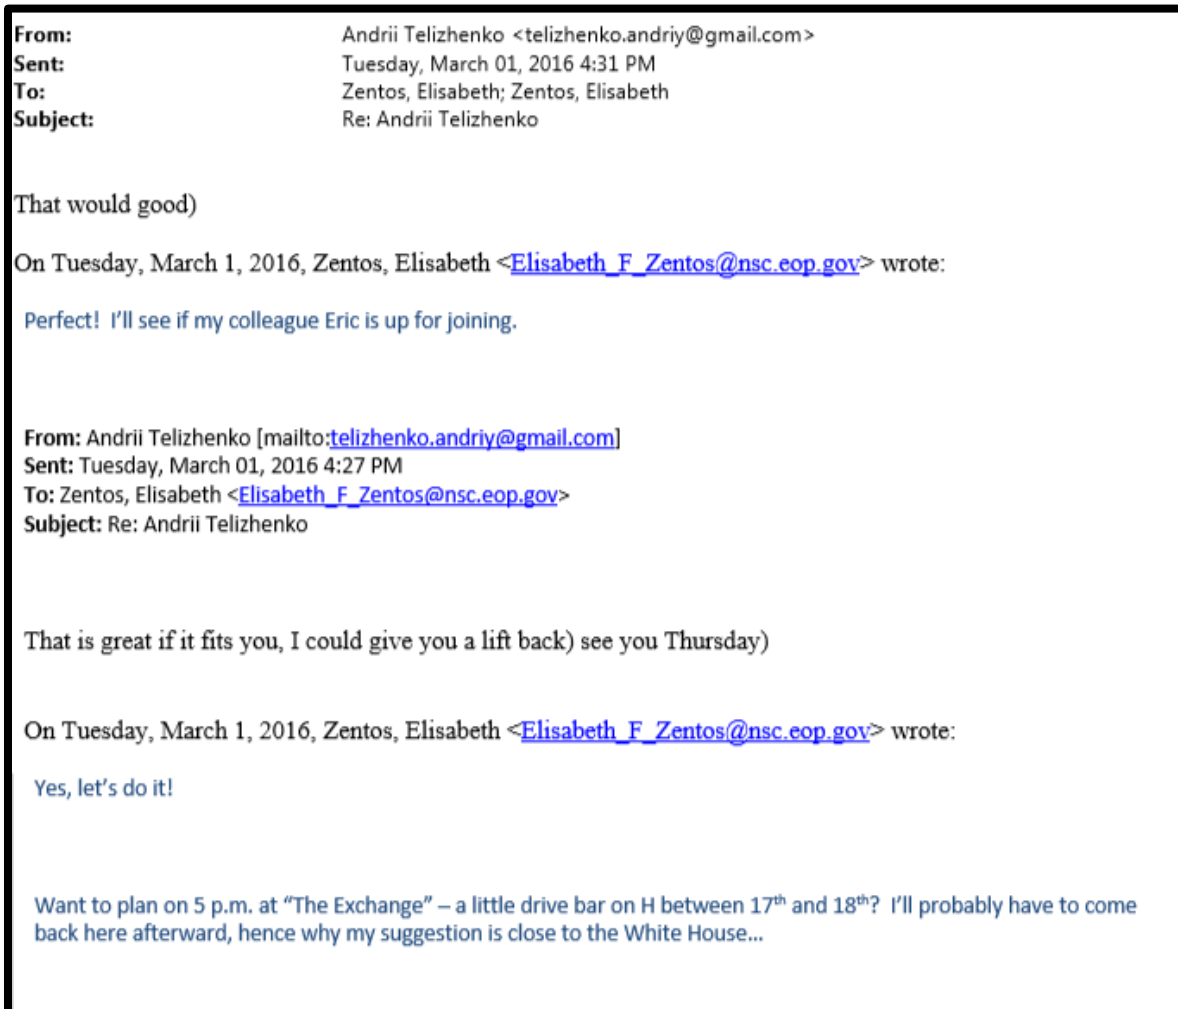 From: Andrii Telizhenko <telizhenko.andriy@gmail.com>
Sent: Tuesday, March 01, 2016 4:31 PM
To: Zentos, Elisabeth; Zentos, Elisabeth
Subject: Re: Andrii Telizhenko
That would good)
On Tuesday, March 1, 2016, Zentos, Elisabeth <Elisabeth_F_Zentos@nsc.eop.gov> wrote:
Perfect! I'll see if my colleague Eric is up for joining.
From: Andrii Telizhenko [mailto:telizhenko.andriy@gmail.com]
Sent: Tuesday, March 01, 2016 4:27 PM
To: Zentos, Elisabeth <Elisabeth_F_Zentos@nsc.eop.gov>
Subject: Re: Andrii Telizhenko
That is great if it fits you, I could give you a lift back) see you Thursday)
On Tuesday, March 1, 2016, Zentos, Elisabeth <Elisabeth_F_Zentos@nsc.eop.gov> wrote:
Yes, let's do it!
Want to plan on 5 p.m. at “The Exchange” – a little drive bar on H between 17th and 18th? I'll probably have to come
back here afterward, hence why my suggestion is close to the White House...